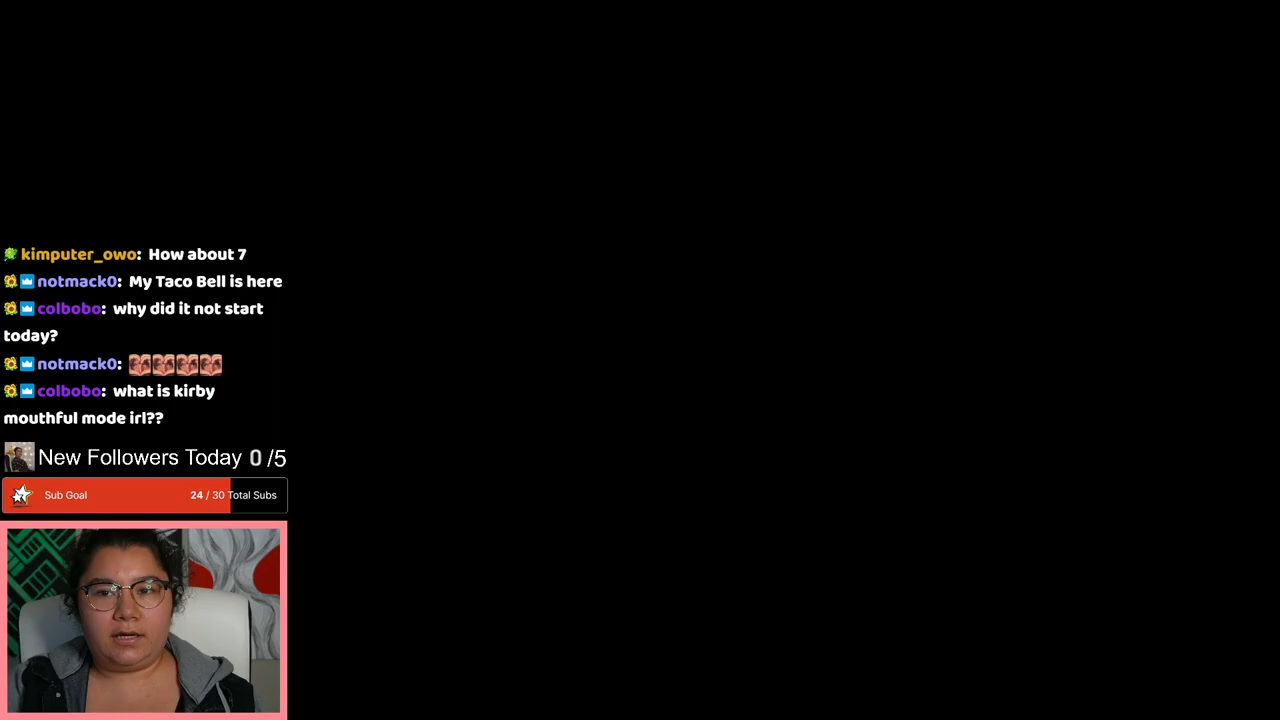 kimputer_owo: How about 7
notmack0: My Taco Bell is here
colbobo: why did it not start
today?
notmack0:
colbobo: what is kirby
mouthful mode irl??
New Followers Today 0 /5
Sub Goal 24 / 30 Total Subs